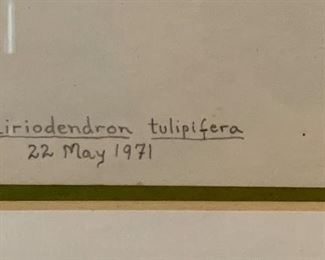 iriodendron tulipifera
22 May 1971